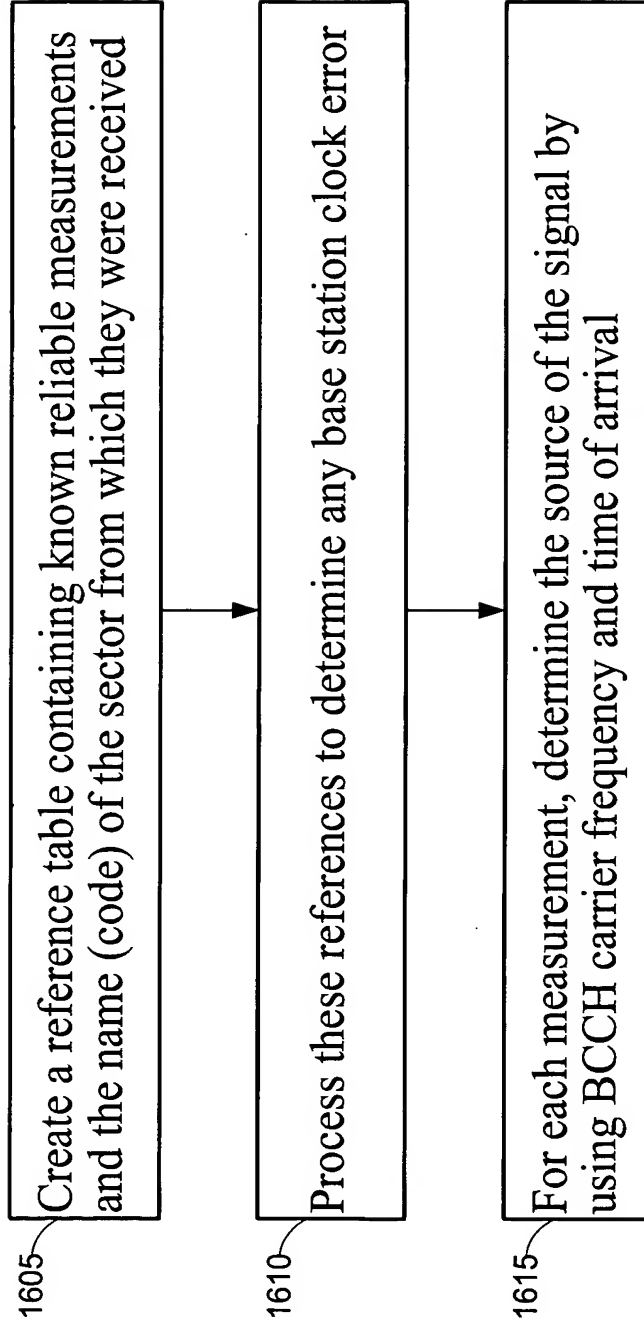 1605
Create a reference table containing known reliable measurements
and the name (code) of the sector from which they were received
1610
Process these references to determine any base station clock error
1615
For each measurement, determine the source of the signal by
using BCCH carrier frequency and time of arrival